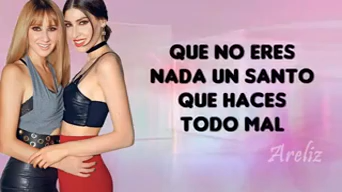 QUE NO ERES
NADA UN SANTO
QUE HACES
TODO MAL
Areliz